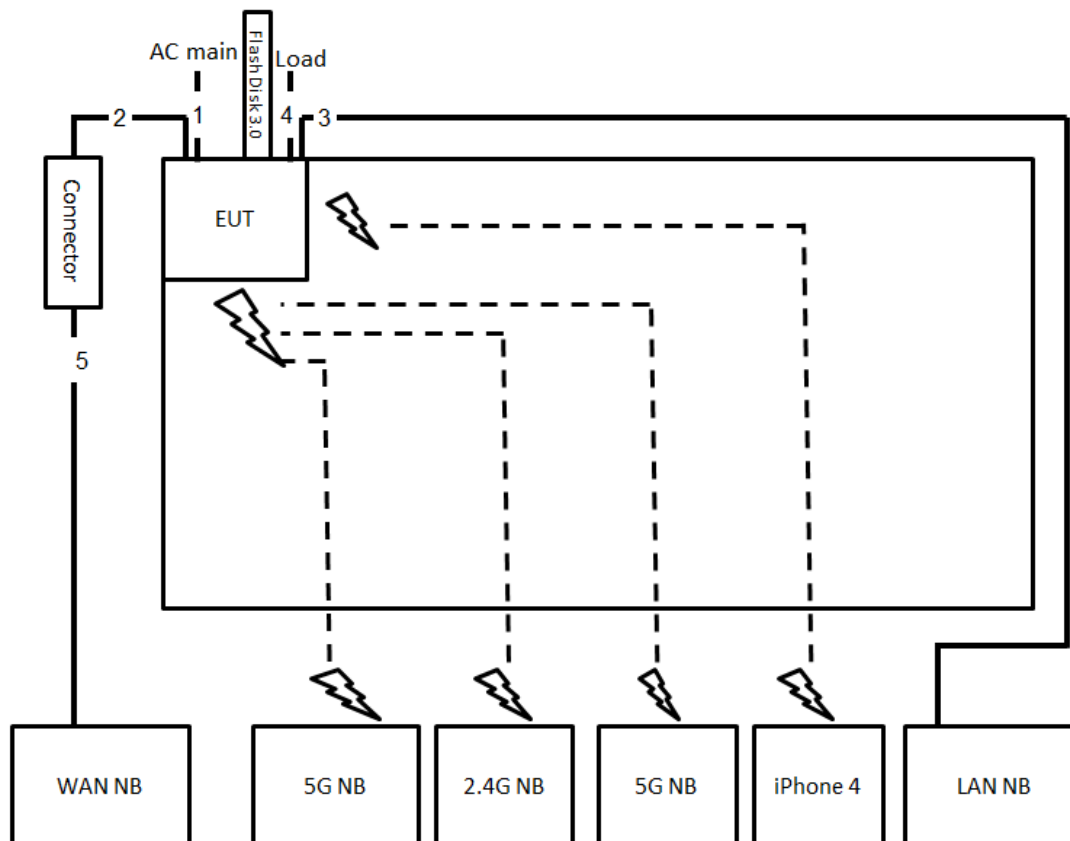 AC main
Flash Disk 3.0
Load
2
1
4
3
Connector
EUT
5
WAN NB
5G NB
2.4G NB
5G NB
iPhone 4
LAN NB